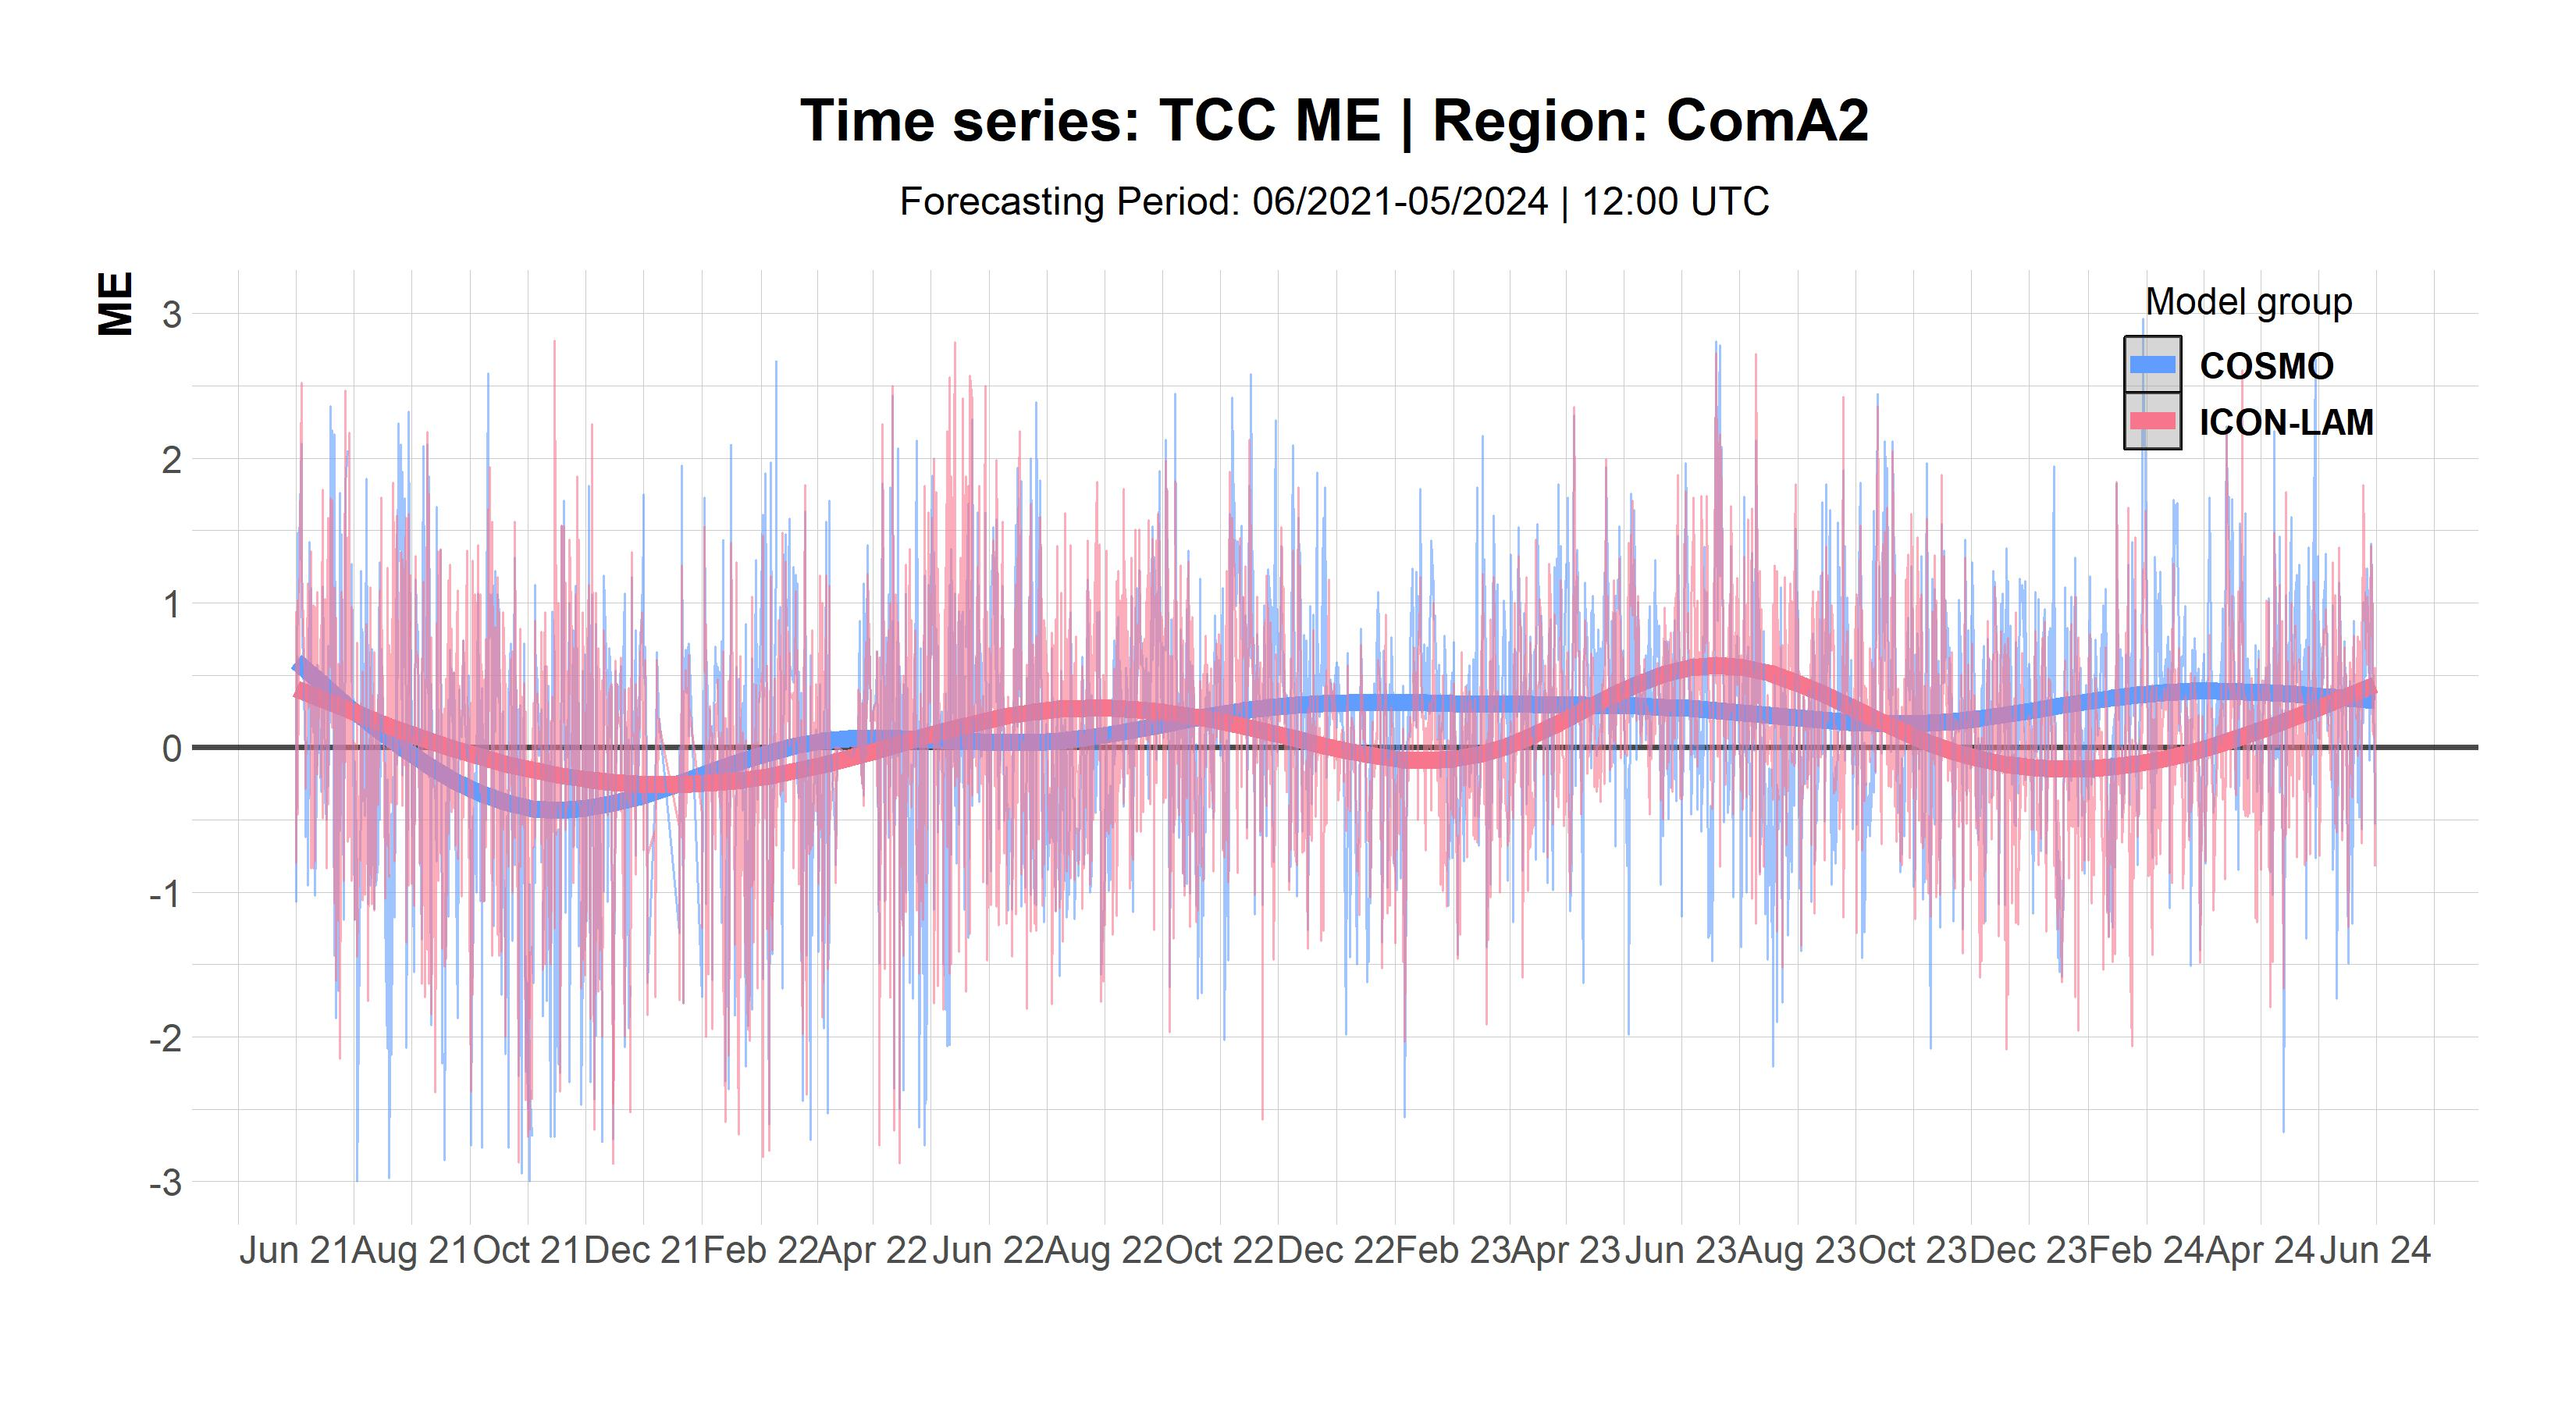 Time series: TCC ME | Region: ComA2
Forecasting Period: 06/2021-05/2024 | 12:00 UTC
ME
Model group
COSMO
ICON-LAM
3
2
1
0
-1
-2
-3
Jun 21 Aug 21 Oct 21 Dec 21 Feb 22 Apr 22 Jun 22 Aug 22 Oct 22 Dec 22 Feb 23 Apr 23 Jun 23 Aug 23 Oct 23 Dec 23 Feb 24 Apr 24 Jun 24